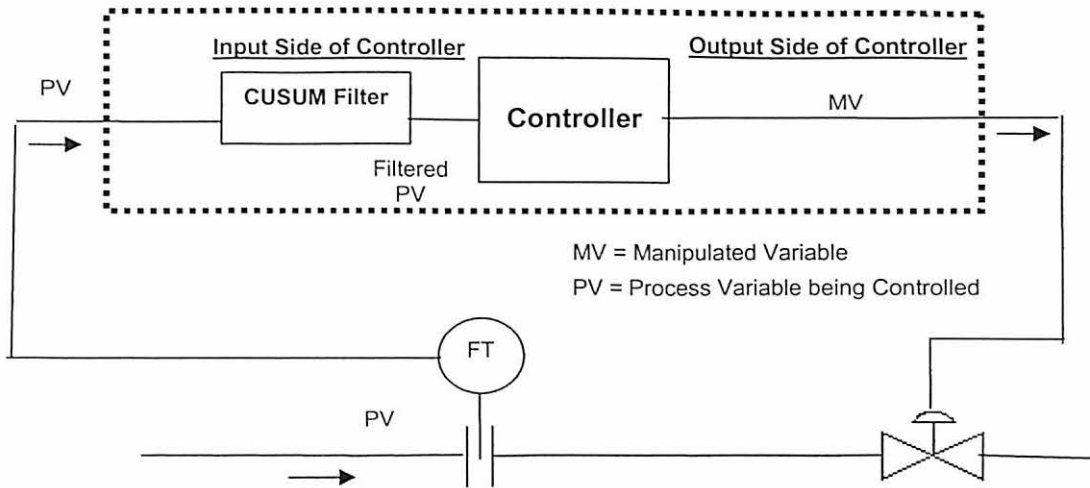 Input Side of Controller
Output Side of Controller
PV
CUSUM Filter
Controller
MV
Filtered
PV
MV = Manipulated Variable
PV = Process Variable being Controlled
FT
PV